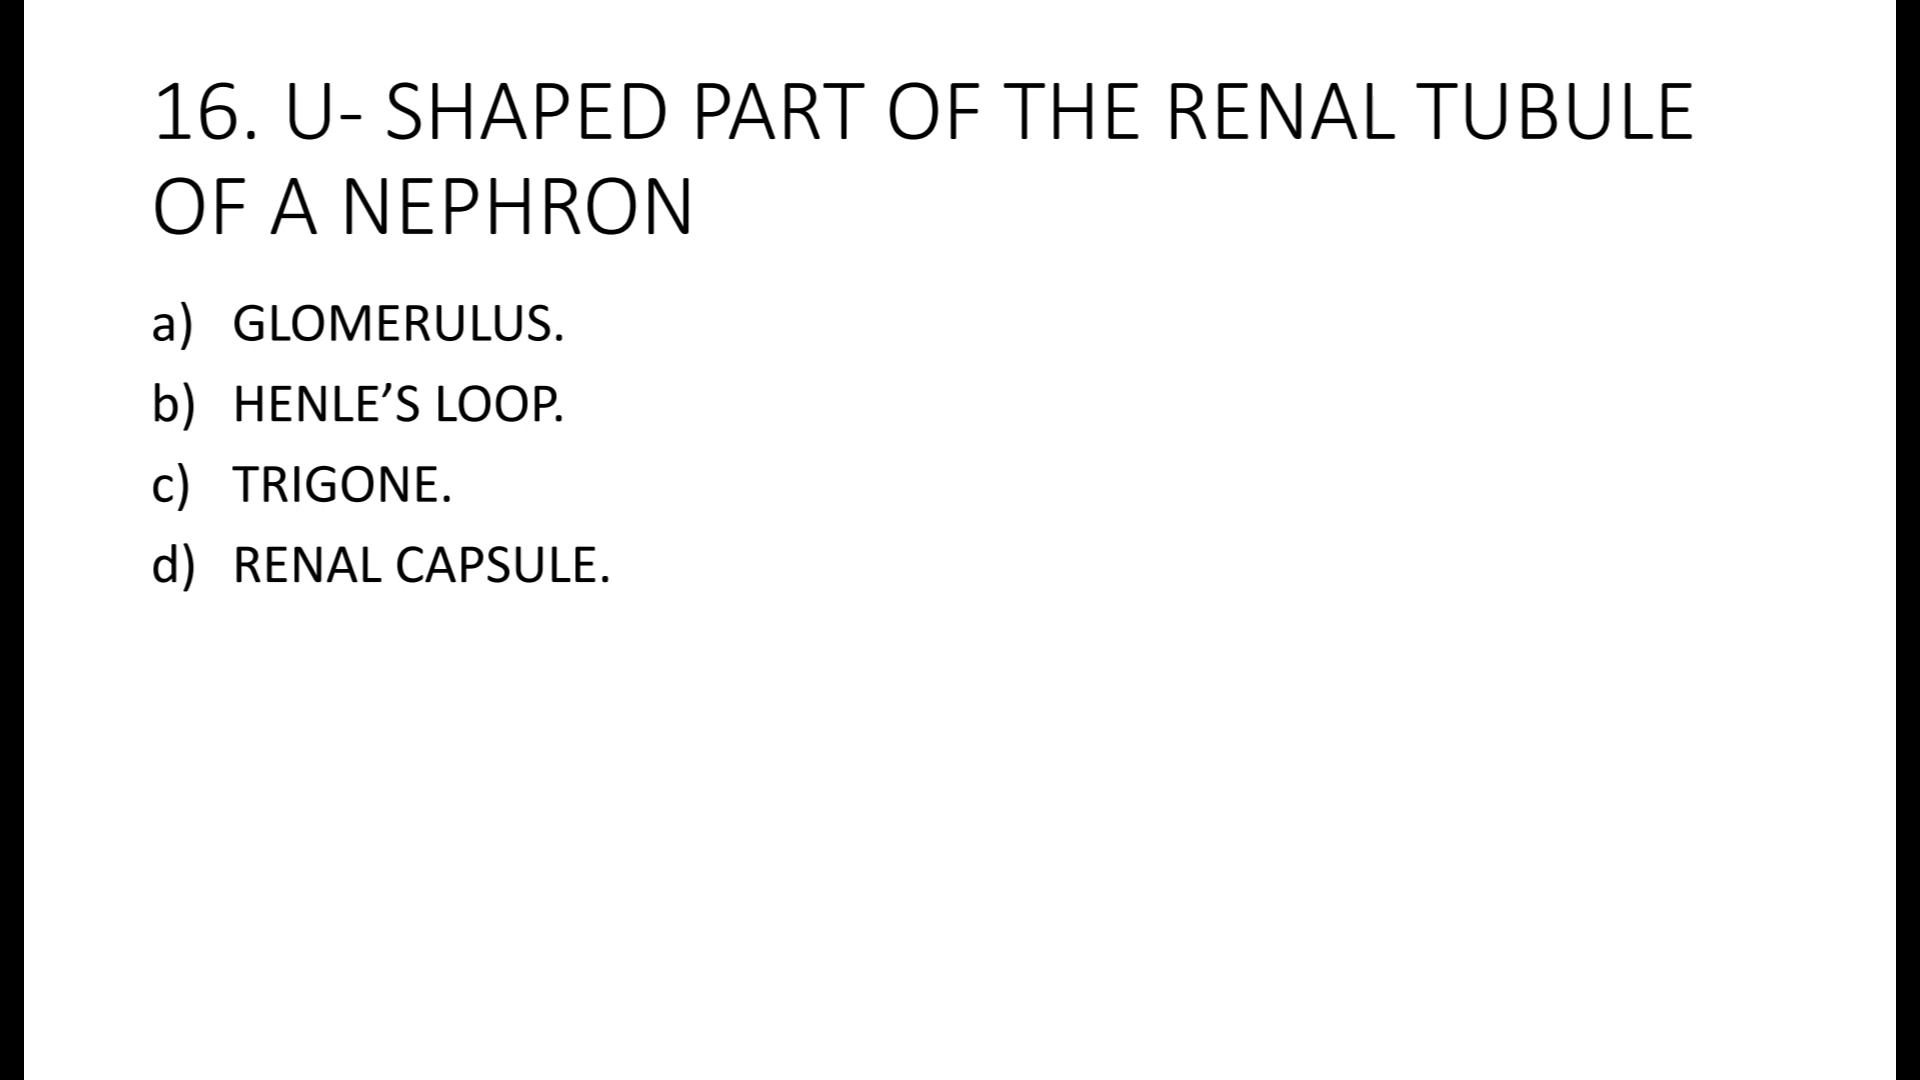 16. U- SHAPED PART OF THE RENAL TUBULE
OF A NEPHRON
a) GLOMERULUS.
b) HENLE’S LOOP.
c) TRIGONE.
d) RENAL CAPSULE.